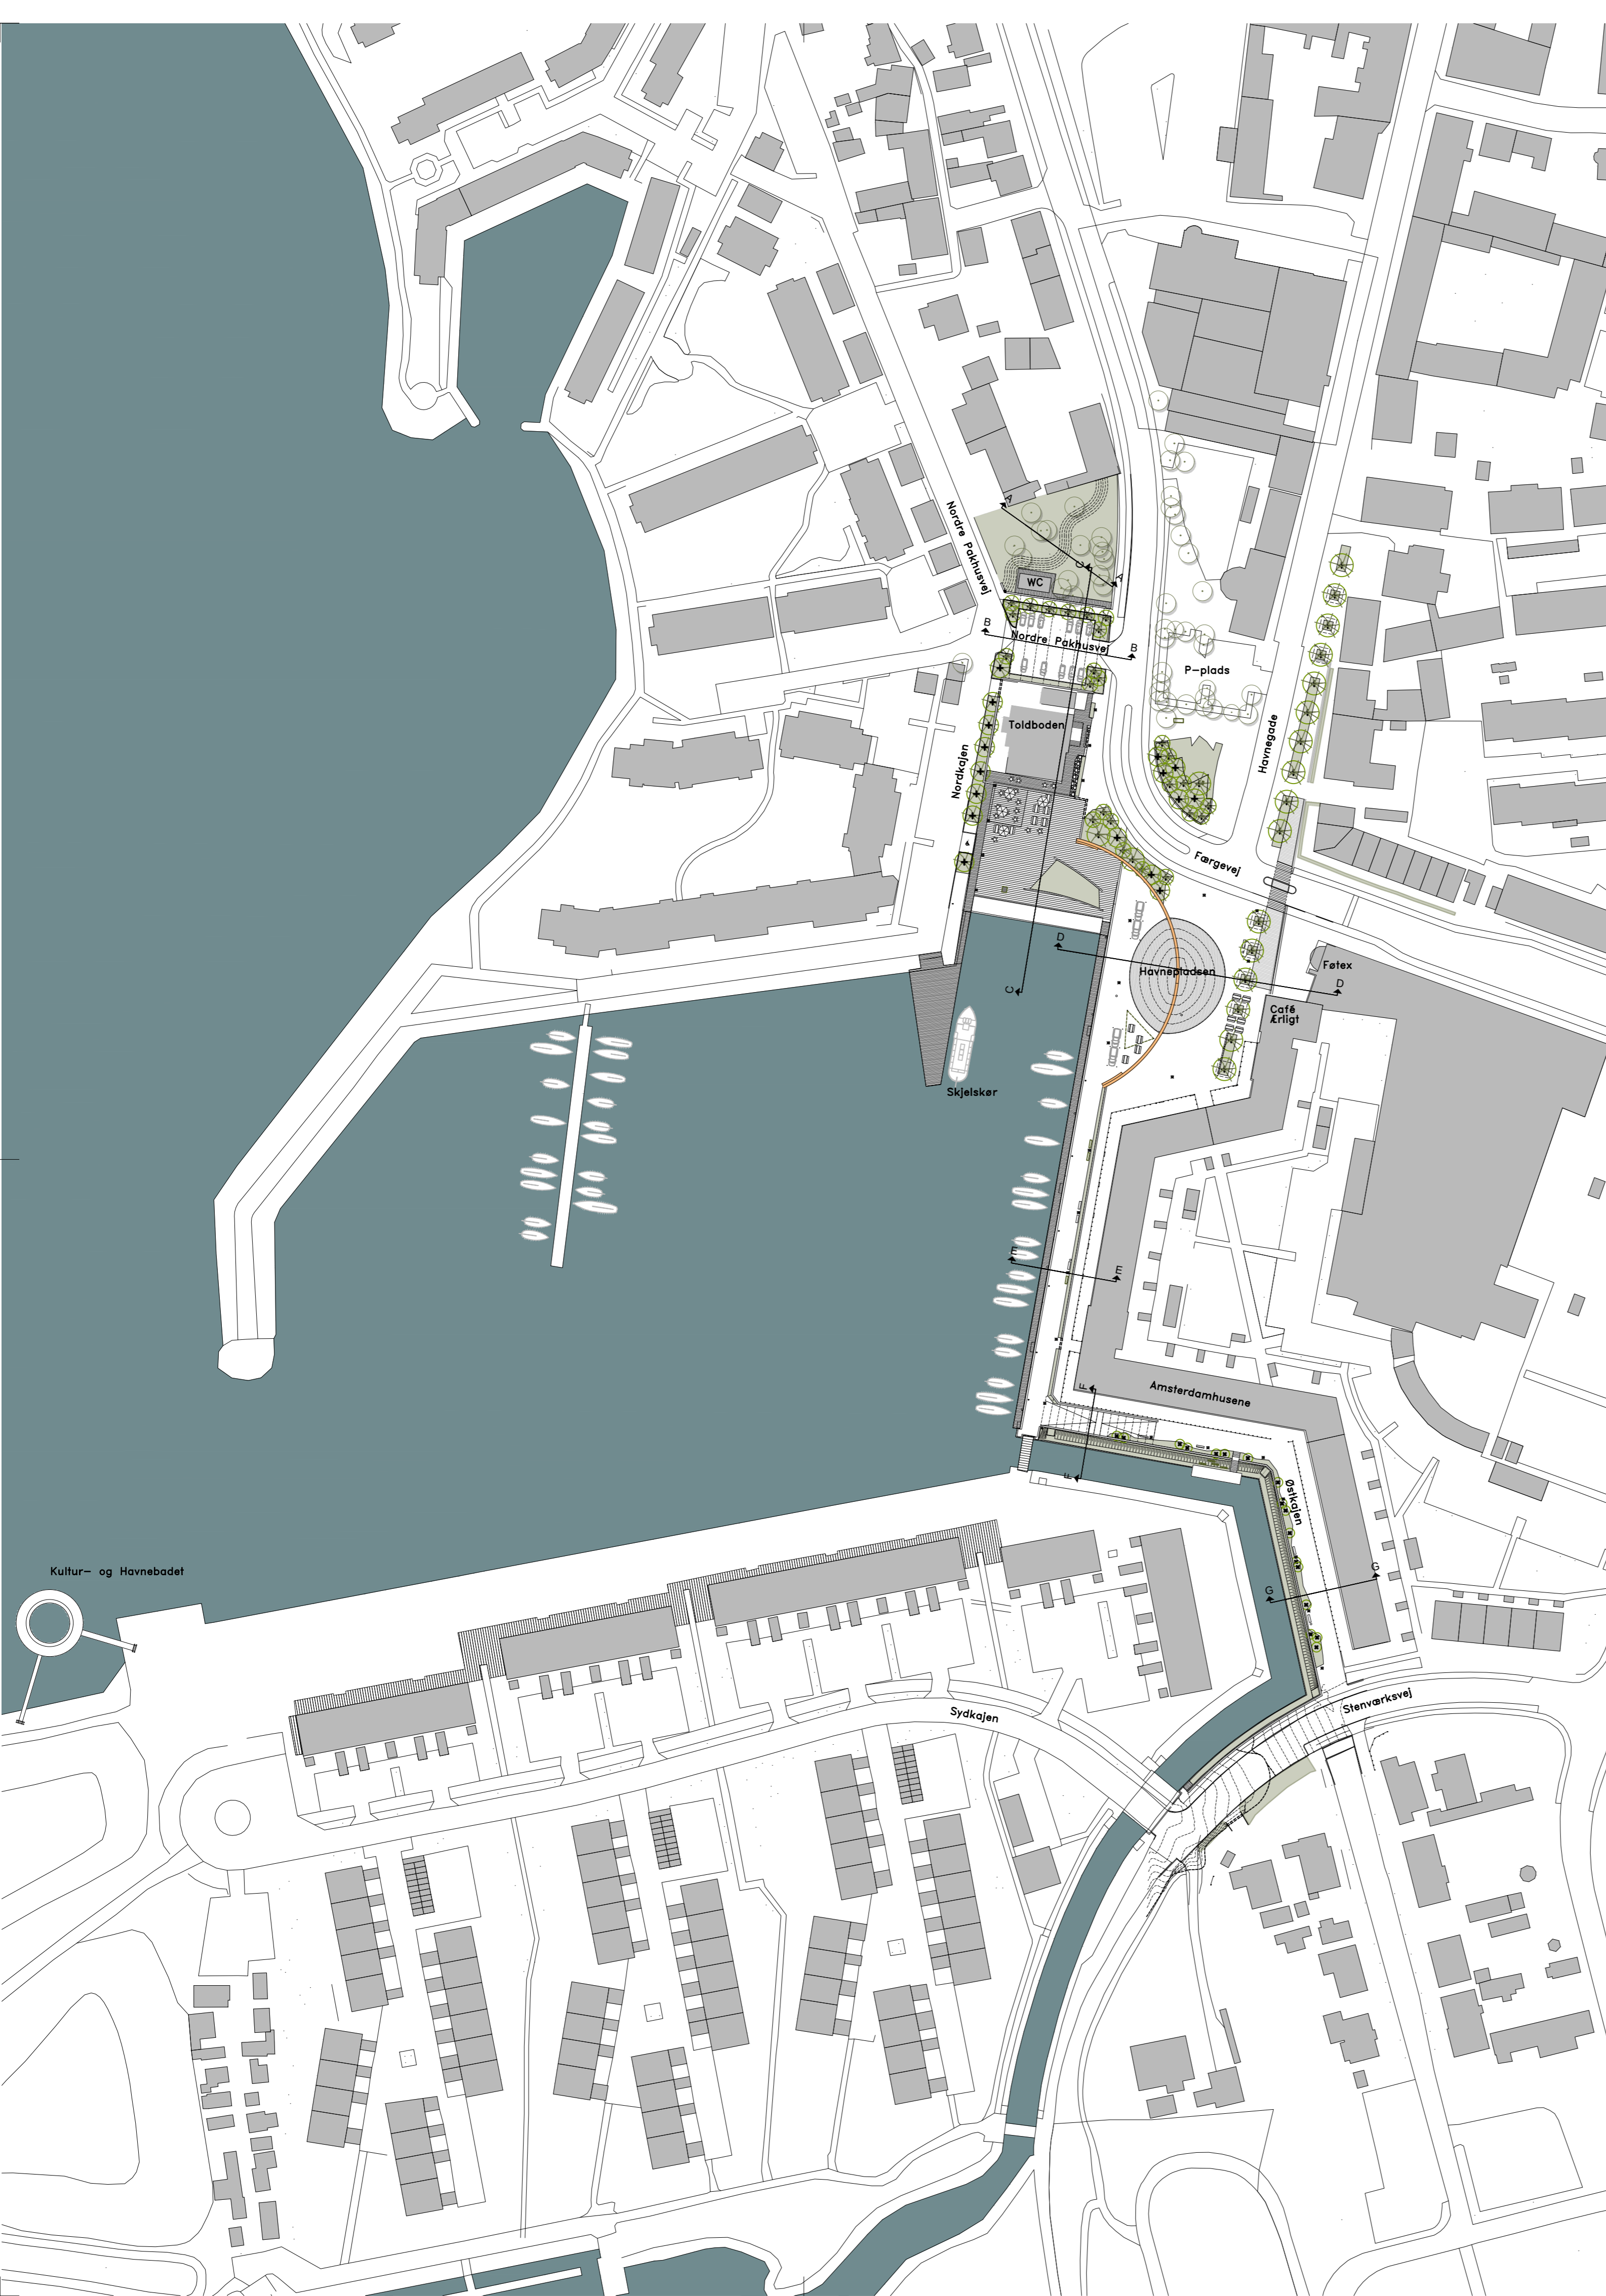 Nordre Pakhusvej
A
A
C
WC
B
Nordre Pakhusvej
B
P-plads
Toldboden
Nordkajen
Havnegade
Færgevej
D
Havnepladsen
Føtex
D
C
Café
Ærligt
Skjelskør
E
E
F
Amsterdamhusene
F
Østkajen
Kultur- og Havnebadet
G
G
Stenværksvej
Sydkajen